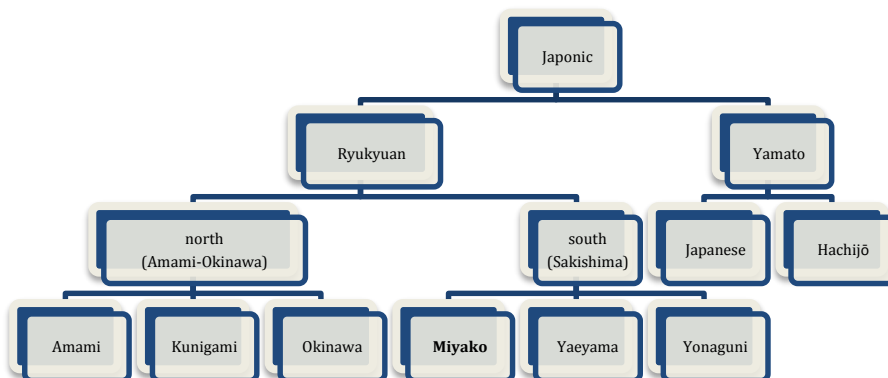 Japonic
Ryukyuan
Yamato
north
(Amami-Okinawa)
south
(Sakishima)
Japanese
Hachijō
Amami
Kunigami
Okinawa
Miyako
Yaeyama
Yonaguni